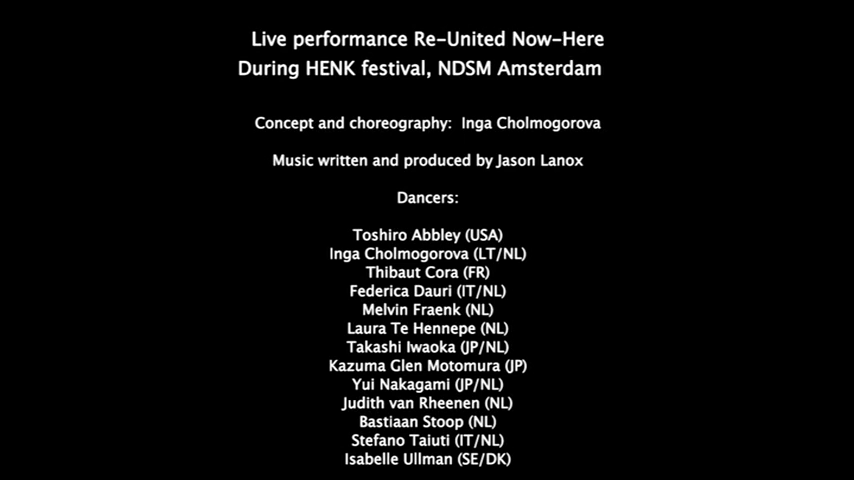 Live performance Re-United Now-Here
During HENK festival, NDSM Amsterdam
Concept and choreography:  Inga Cholmogorova
Music written and produced by Jason Lanox
Dancers:
Toshiro Abbley (USA)
Inga Cholmogorova (LT/NL)
Thibaut Cora (FR)
Federica Dauri (IT/NL)
Melvin Fraenk (NL)
Laura Te Hennepe (NL)
Takashi Iwaoka (JP/NL)
Kazuma Glen Motomura (JP)
Yui Nakagami (JP/NL)
Judith van Rheenen (NL)
Bastiaan Stoop (NL)
Stefano Taiuti (IT/NL)
Isabelle Ullman (SE/DK)